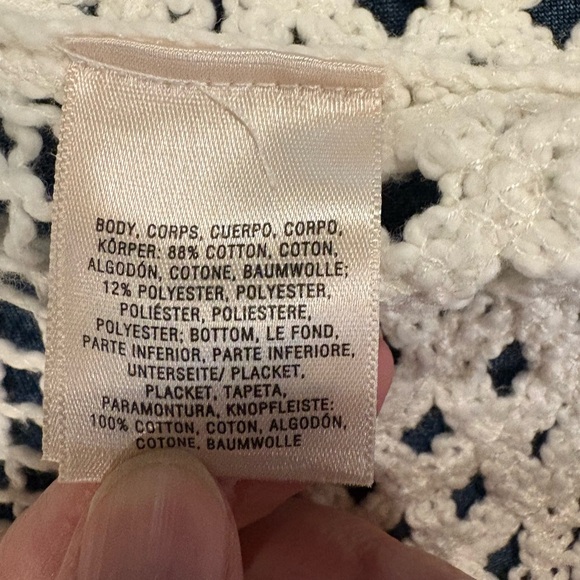 BODY, CORPS, CUERPO, CORPO,
KÖRPER: 88% COTTON, COTON,
ALGODÓN, COTONE, BAUMWOLLE;
12% POLYESTER, POLYESTER,
POLIÉSTER, POLIESTERE,
POLYESTER; BOTTOM, LE FOND,
PARTE INFERIOR, PARTE INFERIORE,
UNTERSEITE/ PLACKET,
PLACKET, TAPETA,
PARAMONTURA, KNOPFLEISTE:
100% COTTON, COTON, ALGODÓN,
COTONE, BAUMWOLLE